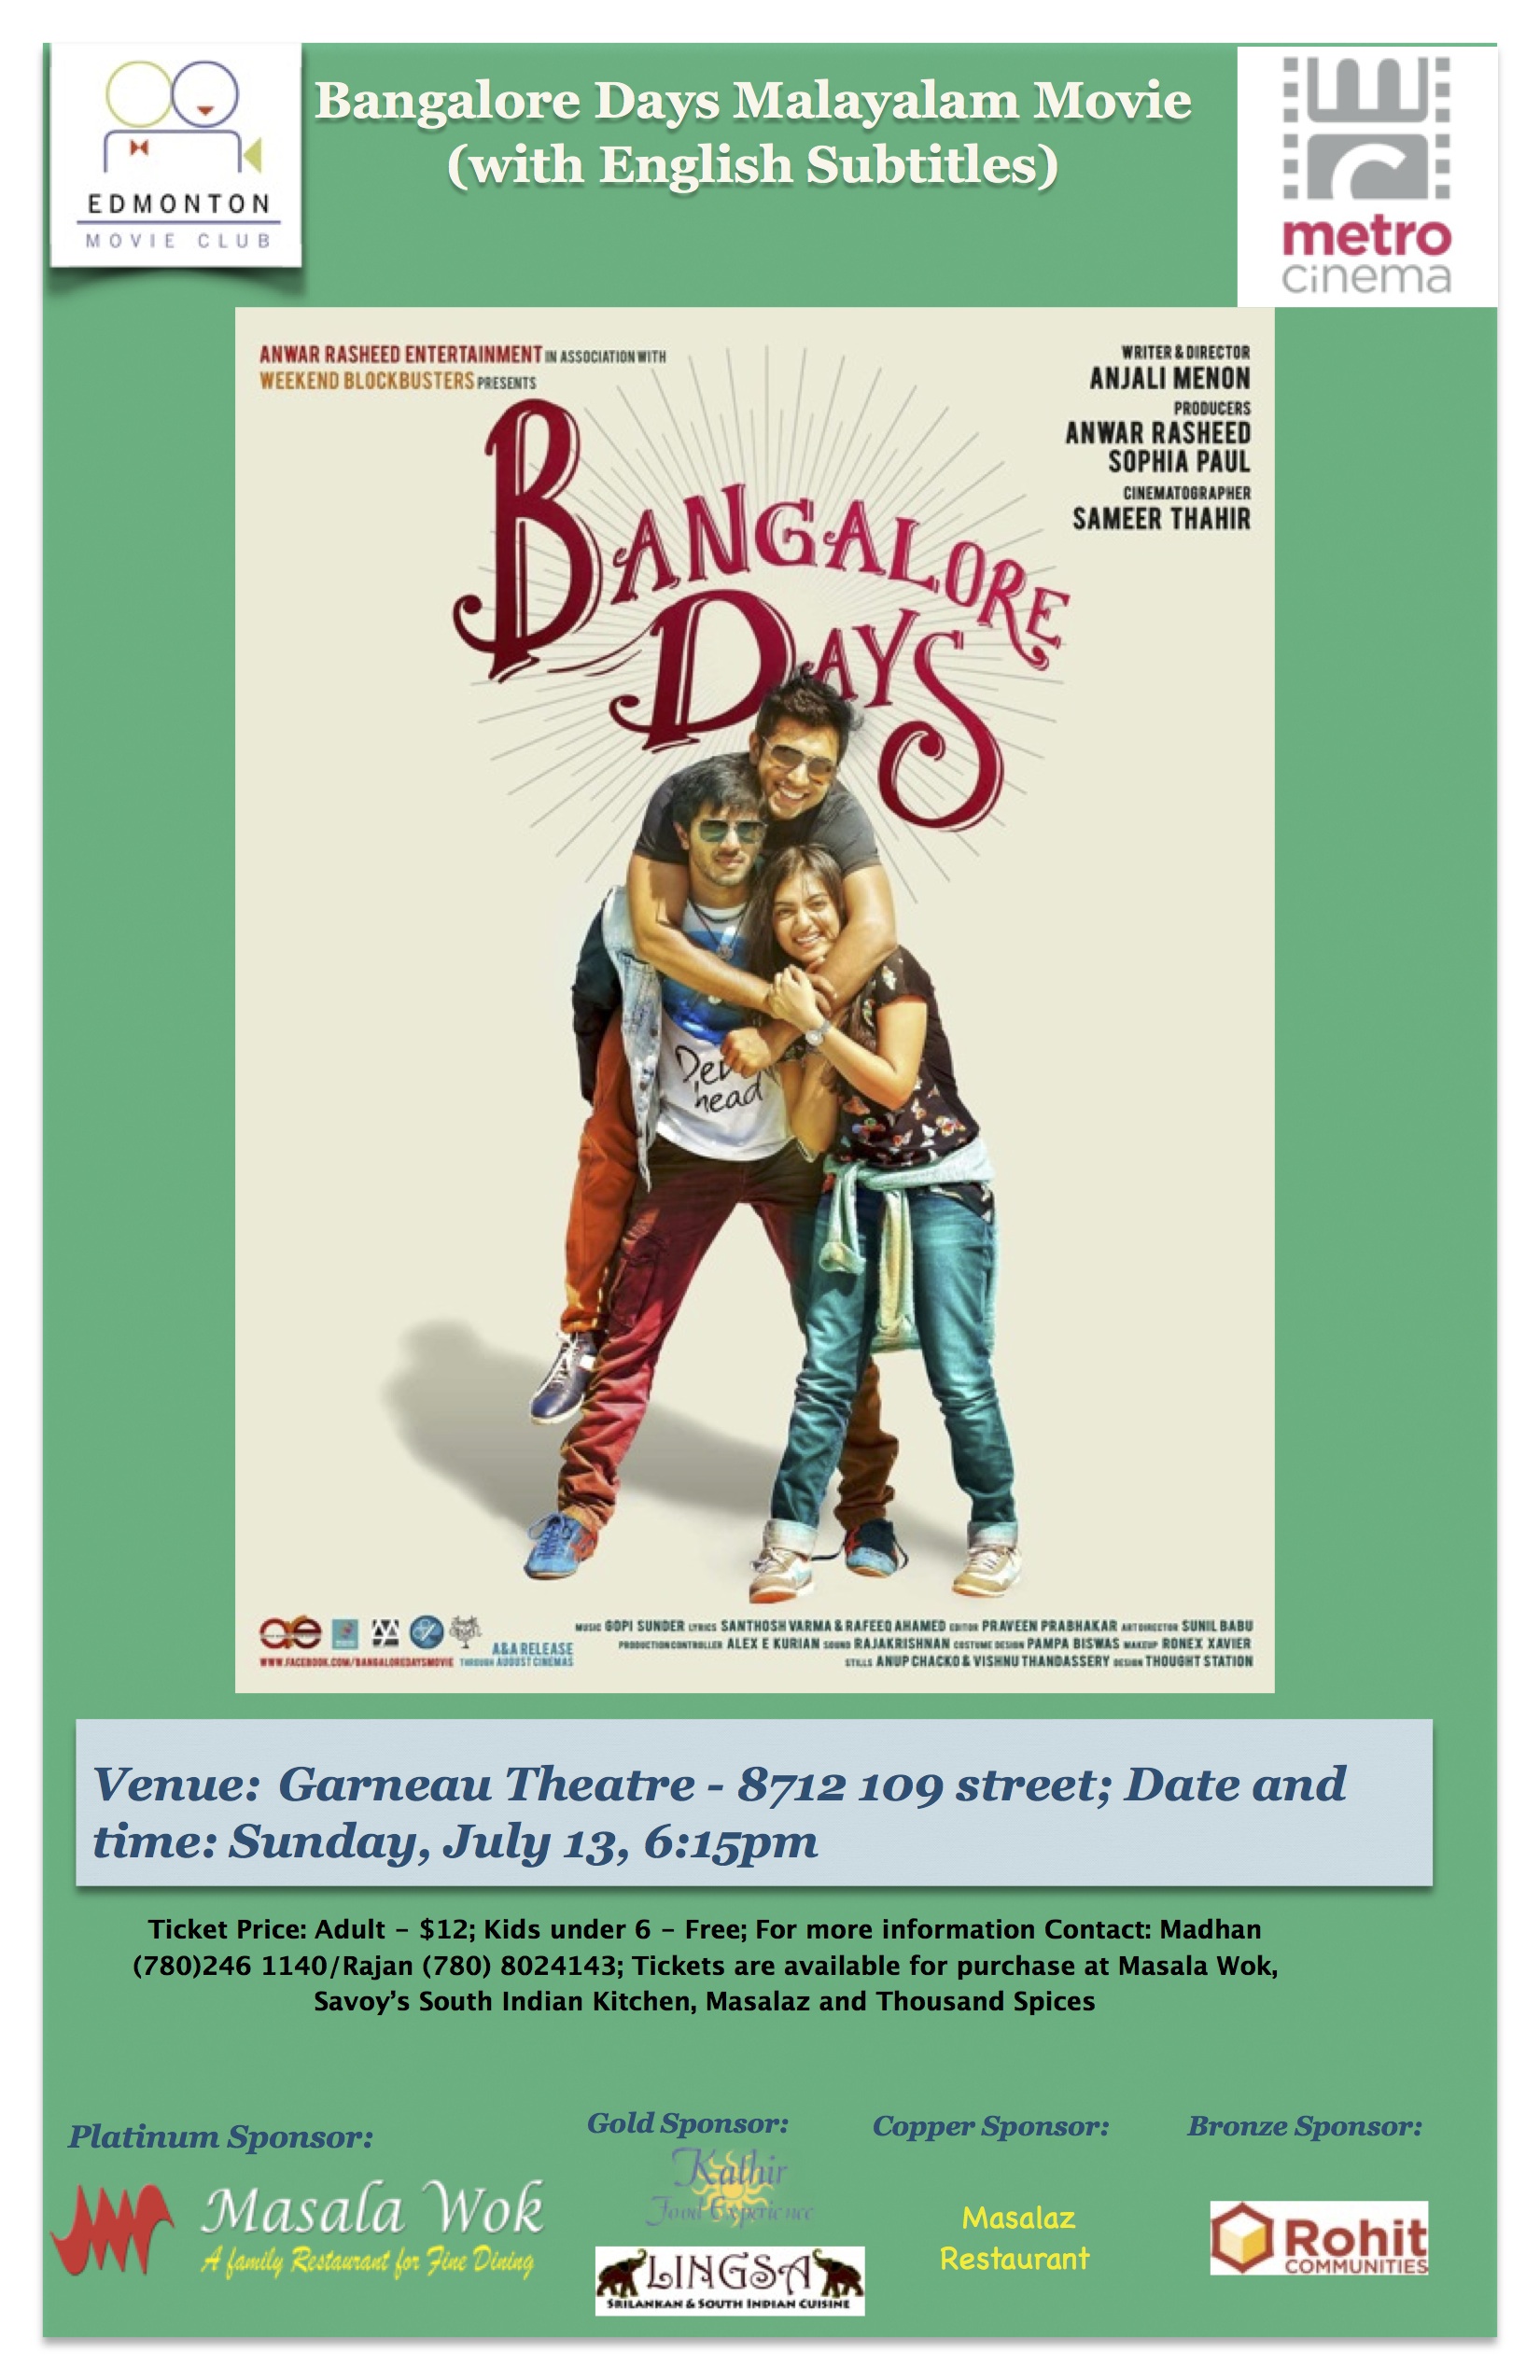 EDMONTON
MOVIE CLUB
Bangalore Days Malayalam Movie
(with English Subtitles)
metro
cinema
ANWAR RASHEED ENTERTAINMENT IN ASSOCIATION WITH
WEEKEND BLOCKBUSTERS PRESENTS
WRITER & DIRECTOR
ANJALI MENON
PRODUCERS
ANWAR RASHEED
SOPHIA PAUL
CINEMATOGRAPHER
SAMEER THAHIR
BANGALORE
DAYS
head
MUSIC GOPI SUNDER LYRICS SANTHOSH VARMA & RAFEEQ AHAMED EDITOR PRAVEEN PRABHAKAR ART DIRECTOR SUNIL BABU
PRODUCTION CONTROLLER ALEX E KURIAN SOUND RAJAKRISHNAN COSTUME DESIGN PAMPA BISWAS MAKEUP RONEX XAVIER
STILLS ANUP CHACKO & VISHNU THANDASSERY DESIGN THOUGHT STATION
A&A RELEASE
WWW.FACEBOOK.COM/BANGALOREDAYSMOVIE THROUGH AUGUST CINEMAS
Venue: Garneau Theatre - 8712 109 street; Date and
time: Sunday, July 13, 6:15pm
Ticket Price: Adult - $12; Kids under 6 - Free; For more information Contact: Madhan
(780)246 1140/Rajan (780) 8024143; Tickets are available for purchase at Masala Wok,
Savoy's South Indian Kitchen, Masalaz and Thousand Spices
Platinum Sponsor:
Masala Wok
A family Restaurant for Fine Dining
Gold Sponsor:
Kathir
Food Experience
LINGSA
SRILANKAN & SOUTH INDIAN CUISINE
Copper Sponsor:
Masalaz
Restaurant
Bronze Sponsor:
Rohit
COMMUNITIES